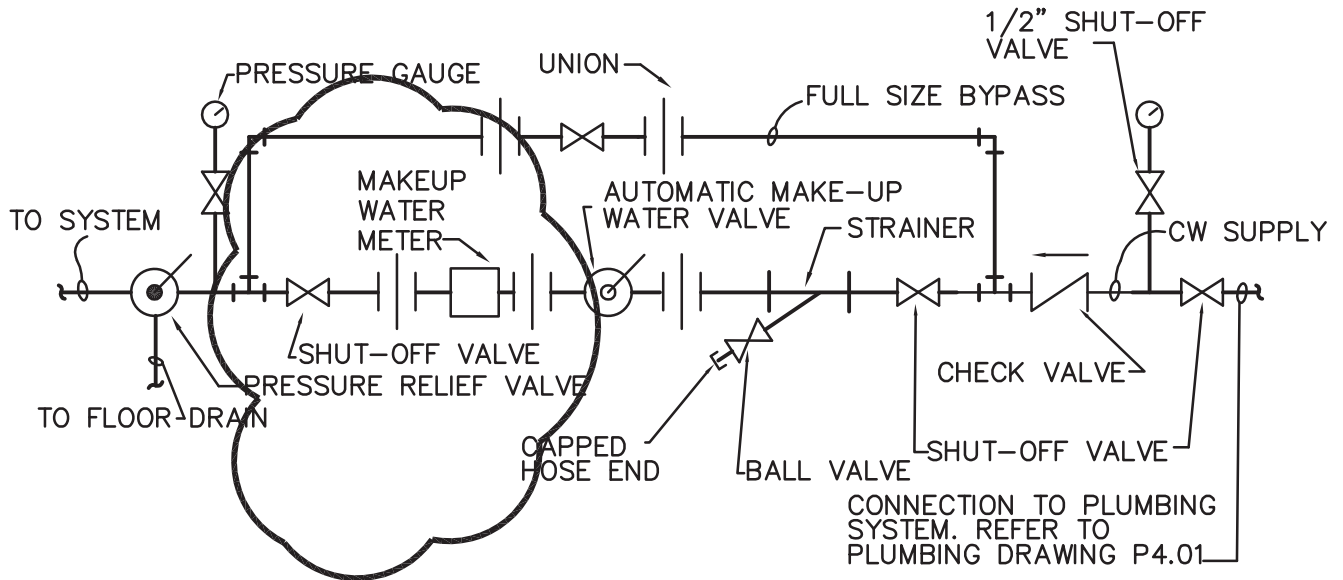 1/2” SHUT-OFF
VALVE
PRESSURE GAUGE
UNION
FULL SIZE BYPASS
MAKEUP
WATER
METER
AUTOMATIC MAKE-UP
WATER VALVE
STRAINER
TO SYSTEM
CW SUPPLY
SHUT-OFF VALVE
PRESSURE RELIEF VALVE
CHECK VALVE
TO FLOOR DRAIN
CAPPED
HOSE END
BALL VALVE
SHUT-OFF VALVE
CONNECTION TO PLUMBING
SYSTEM. REFER TO
PLUMBING DRAWING P4.01